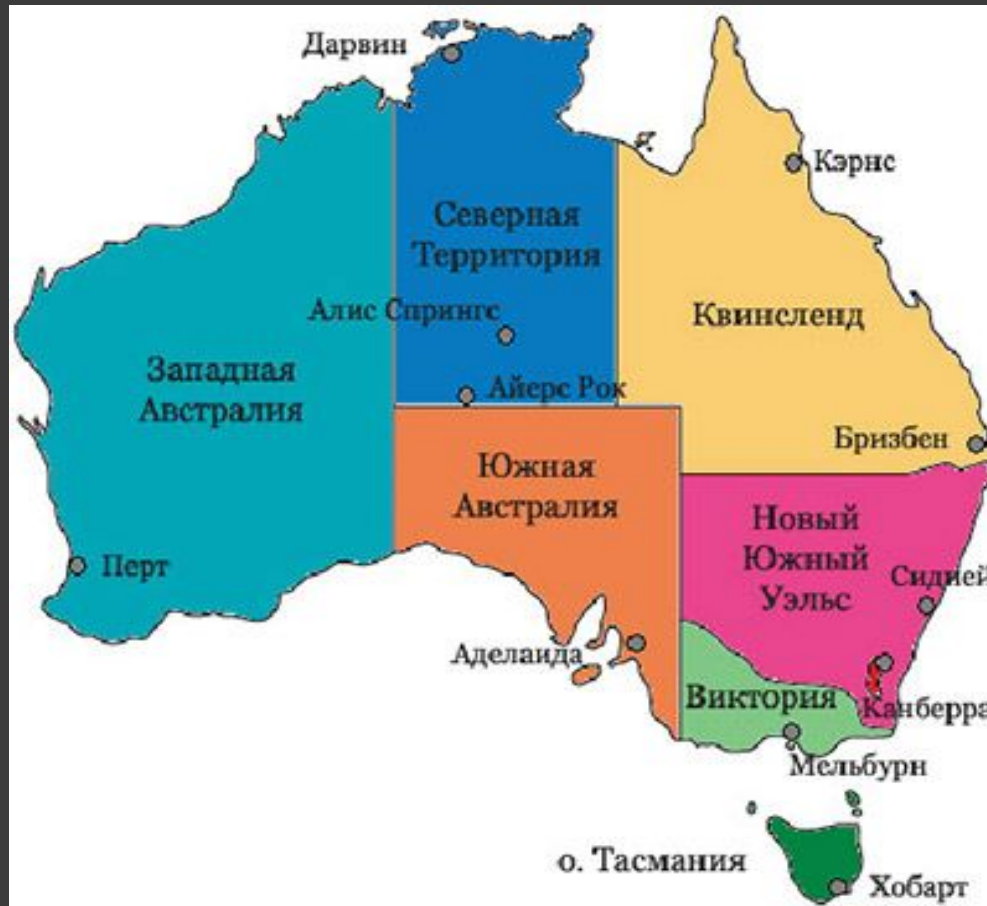 Дарвин
Кэрнс
Северная
Территория
Алис Спрингс
Квинсленд
Западная
Австралия
Айерс Рок
Бризбен
Южная
Австралия
Новый
Южный
Уэльс
Перт
Сидней
Аделаида
Виктория
Канберра
Мельбурн
о. Тасмания
Хобарт